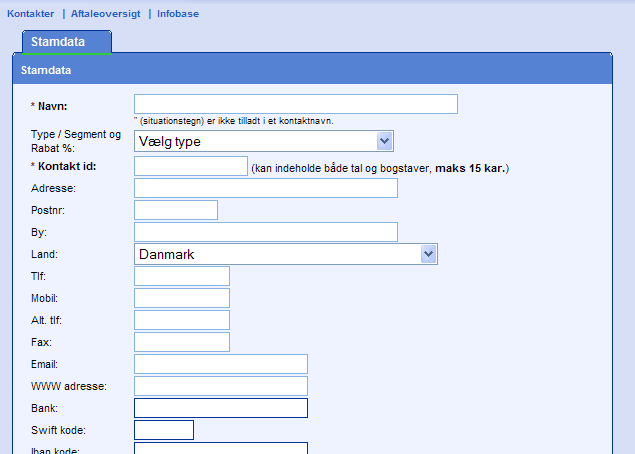 Kontakter | Aftaleoversigt | Infobase
Stamdata
Stamdata
* Navn:
" (situationstegn) er ikke tilladt i et kontaktnavn.
Type / Segment og
Rabat %:
Vælg type
* Kontakt id:
(kan indeholde både tal og bogstaver, maks 15 kar.)
Adresse:
Postnr:
By:
Land:
Danmark
Tlf:
Mobil:
Alt. tlf:
Fax:
Email:
WWW adresse:
Bank:
Swift kode:
Iban kode: